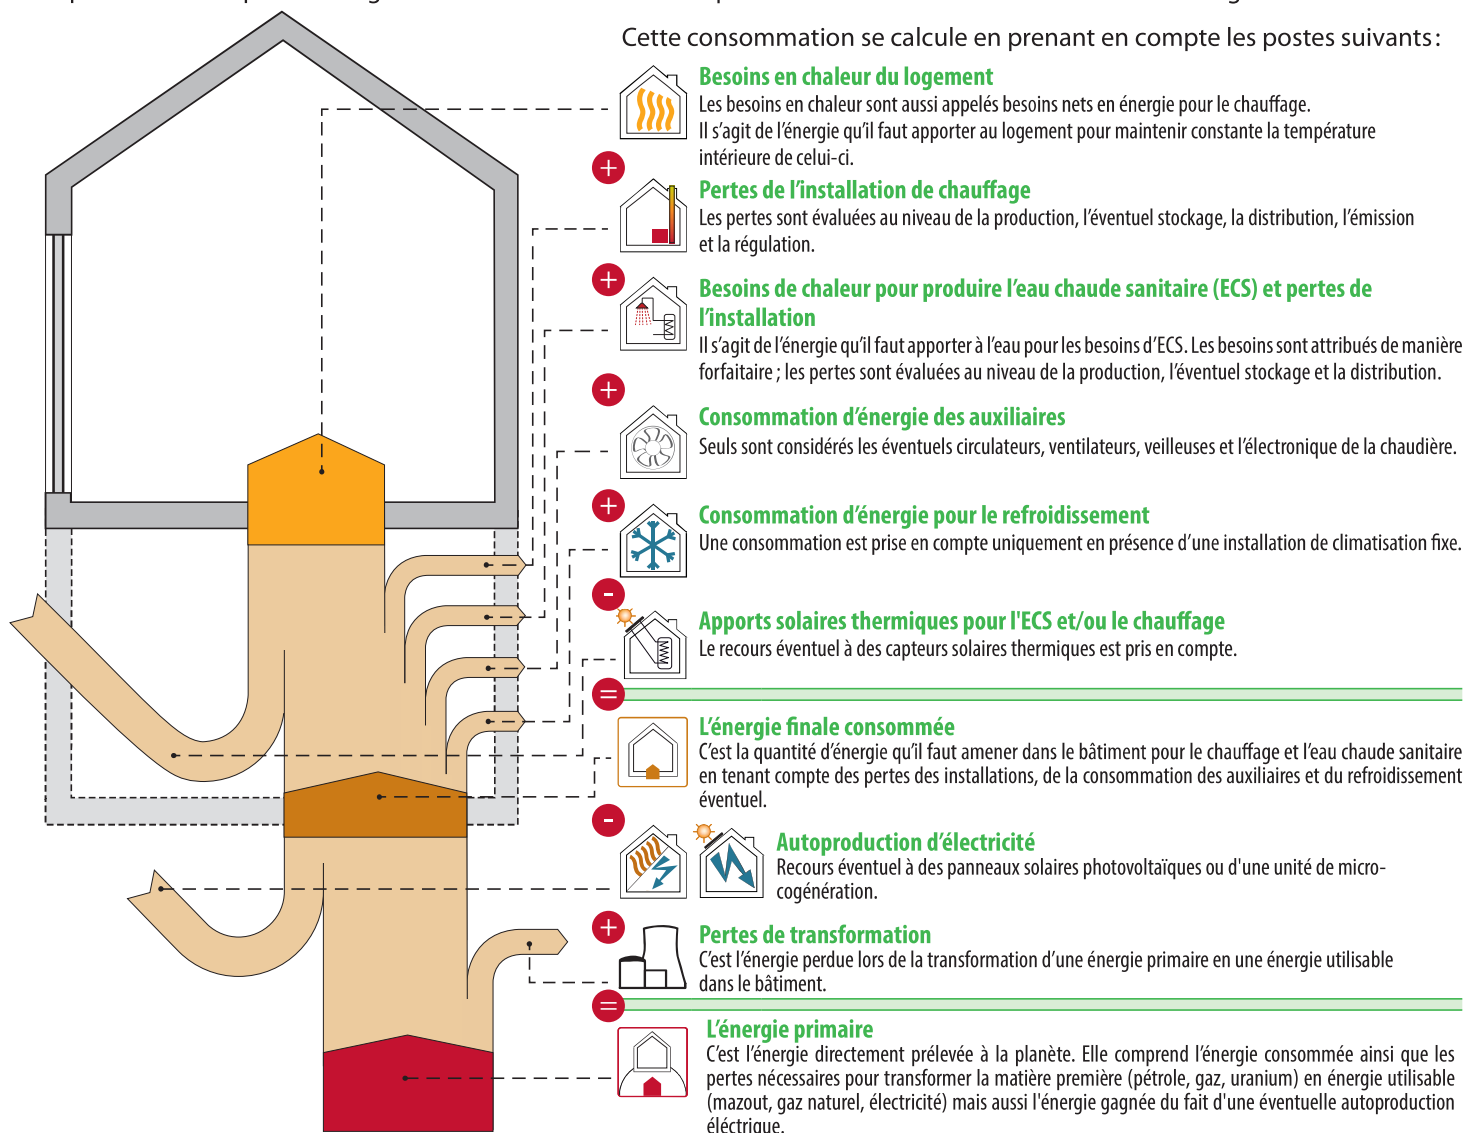 Cette consommation se calcule en prenant en compte les postes suivants :
Besoins en chaleur du logement
Les besoins en chaleur sont aussi appelés besoins nets en énergie pour le chauffage.
Il s’agit de l’énergie qu’il faut apporter au logement pour maintenir constante la température
intérieure de celui-ci.
+
Pertes de l’installation de chauffage
Les pertes sont évaluées au niveau de la production, l’éventuel stockage, la distribution, l’émission
et la régulation.
+
Besoins de chaleur pour produire l’eau chaude sanitaire (ECS) et pertes de
l’installation
Il s’agit de l’énergie qu’il faut apporter à l’eau pour les besoins d’ECS. Les besoins sont attribués de manière
forfaitaire ; les pertes sont évaluées au niveau de la production, l’éventuel stockage et la distribution.
+
Consommation d’énergie des auxiliaires
Seuls sont considérés les éventuels circulateurs, ventilateurs, veilleuses et l’électronique de la chaudière.
+
Consommation d’énergie pour le refroidissement
Une consommation est prise en compte uniquement en présence d’une installation de climatisation fixe.
-
Apports solaires thermiques pour l'ECS et/ou le chauffage
Le recours éventuel à des capteurs solaires thermiques est pris en compte.
=
L’énergie finale consommée
C’est la quantité d’énergie qu’il faut amener dans le bâtiment pour le chauffage et l’eau chaude sanitaire
en tenant compte des pertes des installations, de la consommation des auxiliaires et du refroidissement
éventuel.
-
Autoproduction d’électricité
Recours éventuel à des panneaux solaires photovoltaïques ou d'une unité de micro-
cogénération.
+
Pertes de transformation
C’est l’énergie perdue lors de la transformation d’une énergie primaire en une énergie utilisable
dans le bâtiment.
=
L’énergie primaire
C’est l’énergie directement prélevée à la planète. Elle comprend l’énergie consommée ainsi que les
pertes nécessaires pour transformer la matière première (pétrole, gaz, uranium) en énergie utilisable
(mazout, gaz naturel, électricité) mais aussi l'énergie gagnée du fait d'une éventuelle autoproduction
éléctrique.